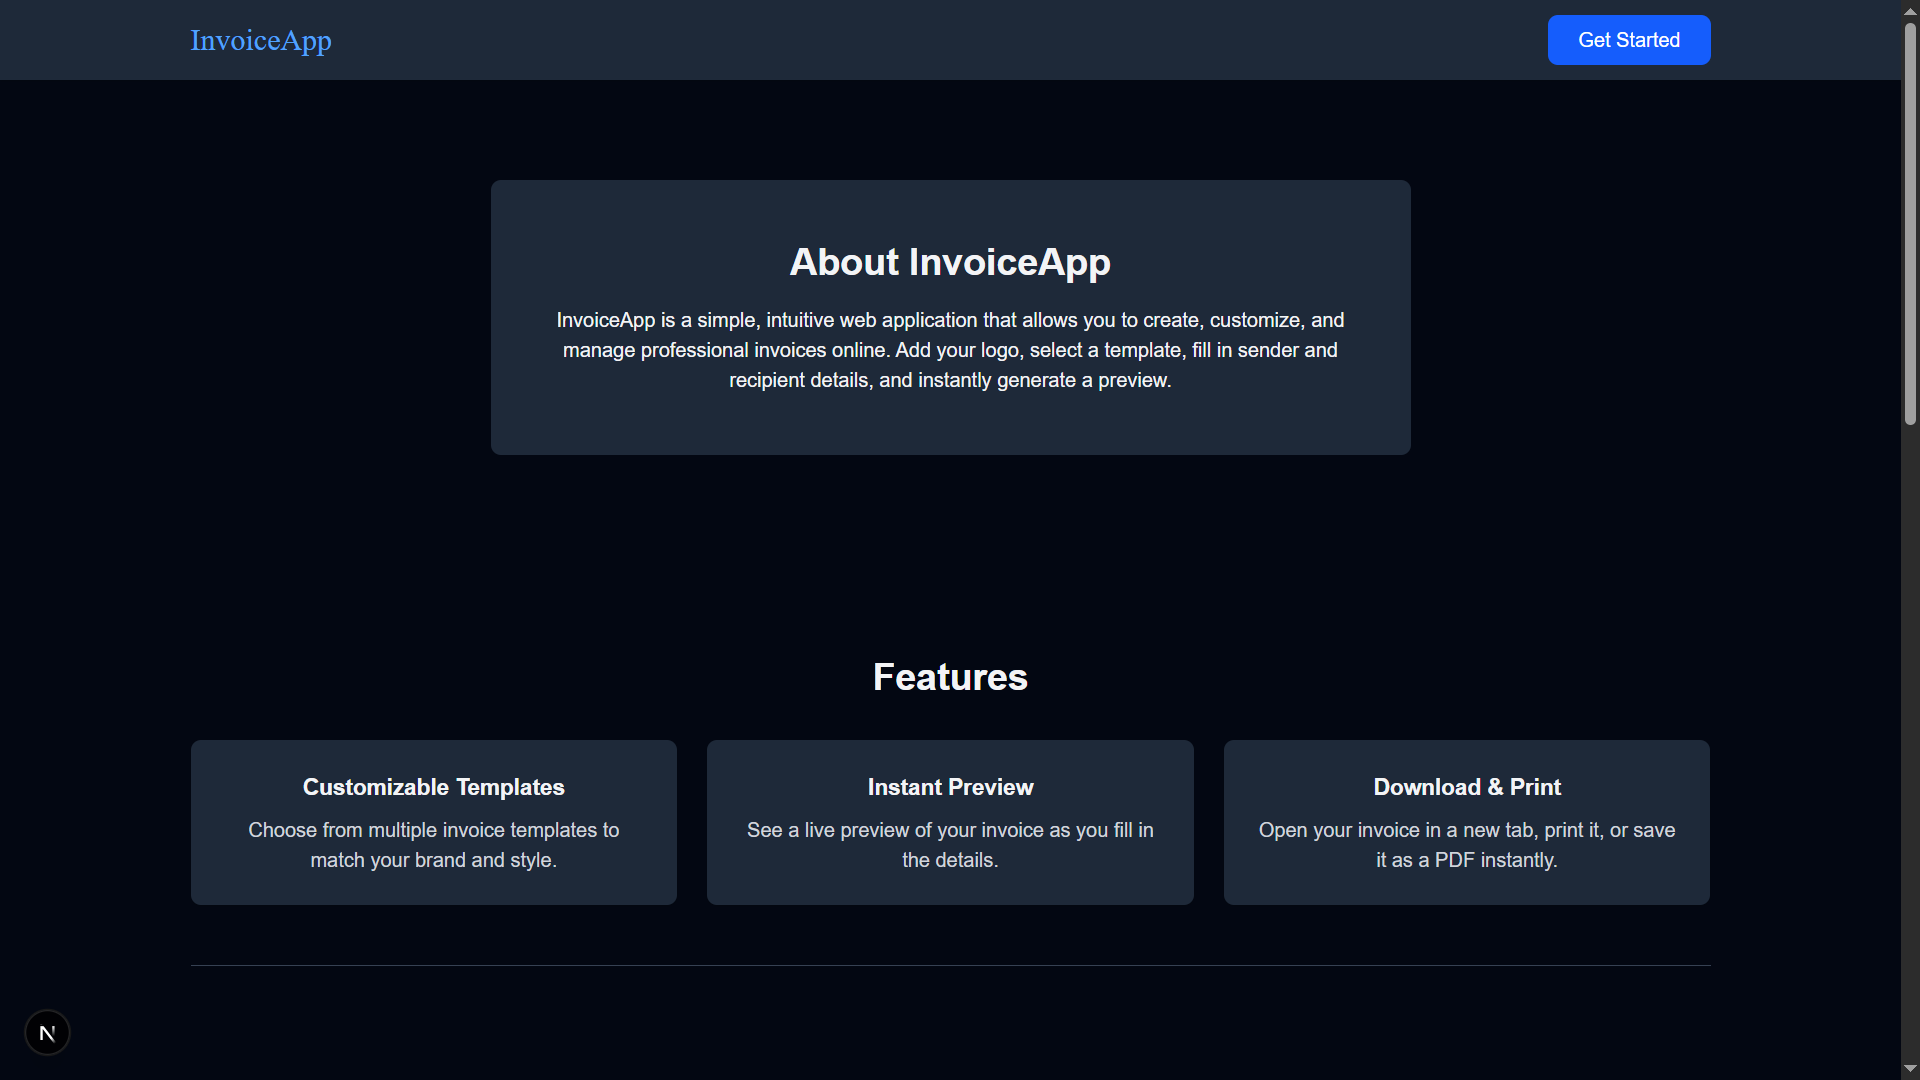 InvoiceApp
Get Started
About InvoiceApp
InvoiceApp is a simple, intuitive web application that allows you to create, customize, and
manage professional invoices online. Add your logo, select a template, fill in sender and
recipient details, and instantly generate a preview.
Features
Customizable Templates
Choose from multiple invoice templates to
match your brand and style.
Instant Preview
See a live preview of your invoice as you fill in
the details.
Download & Print
Open your invoice in a new tab, print it, or save
it as a PDF instantly.
N